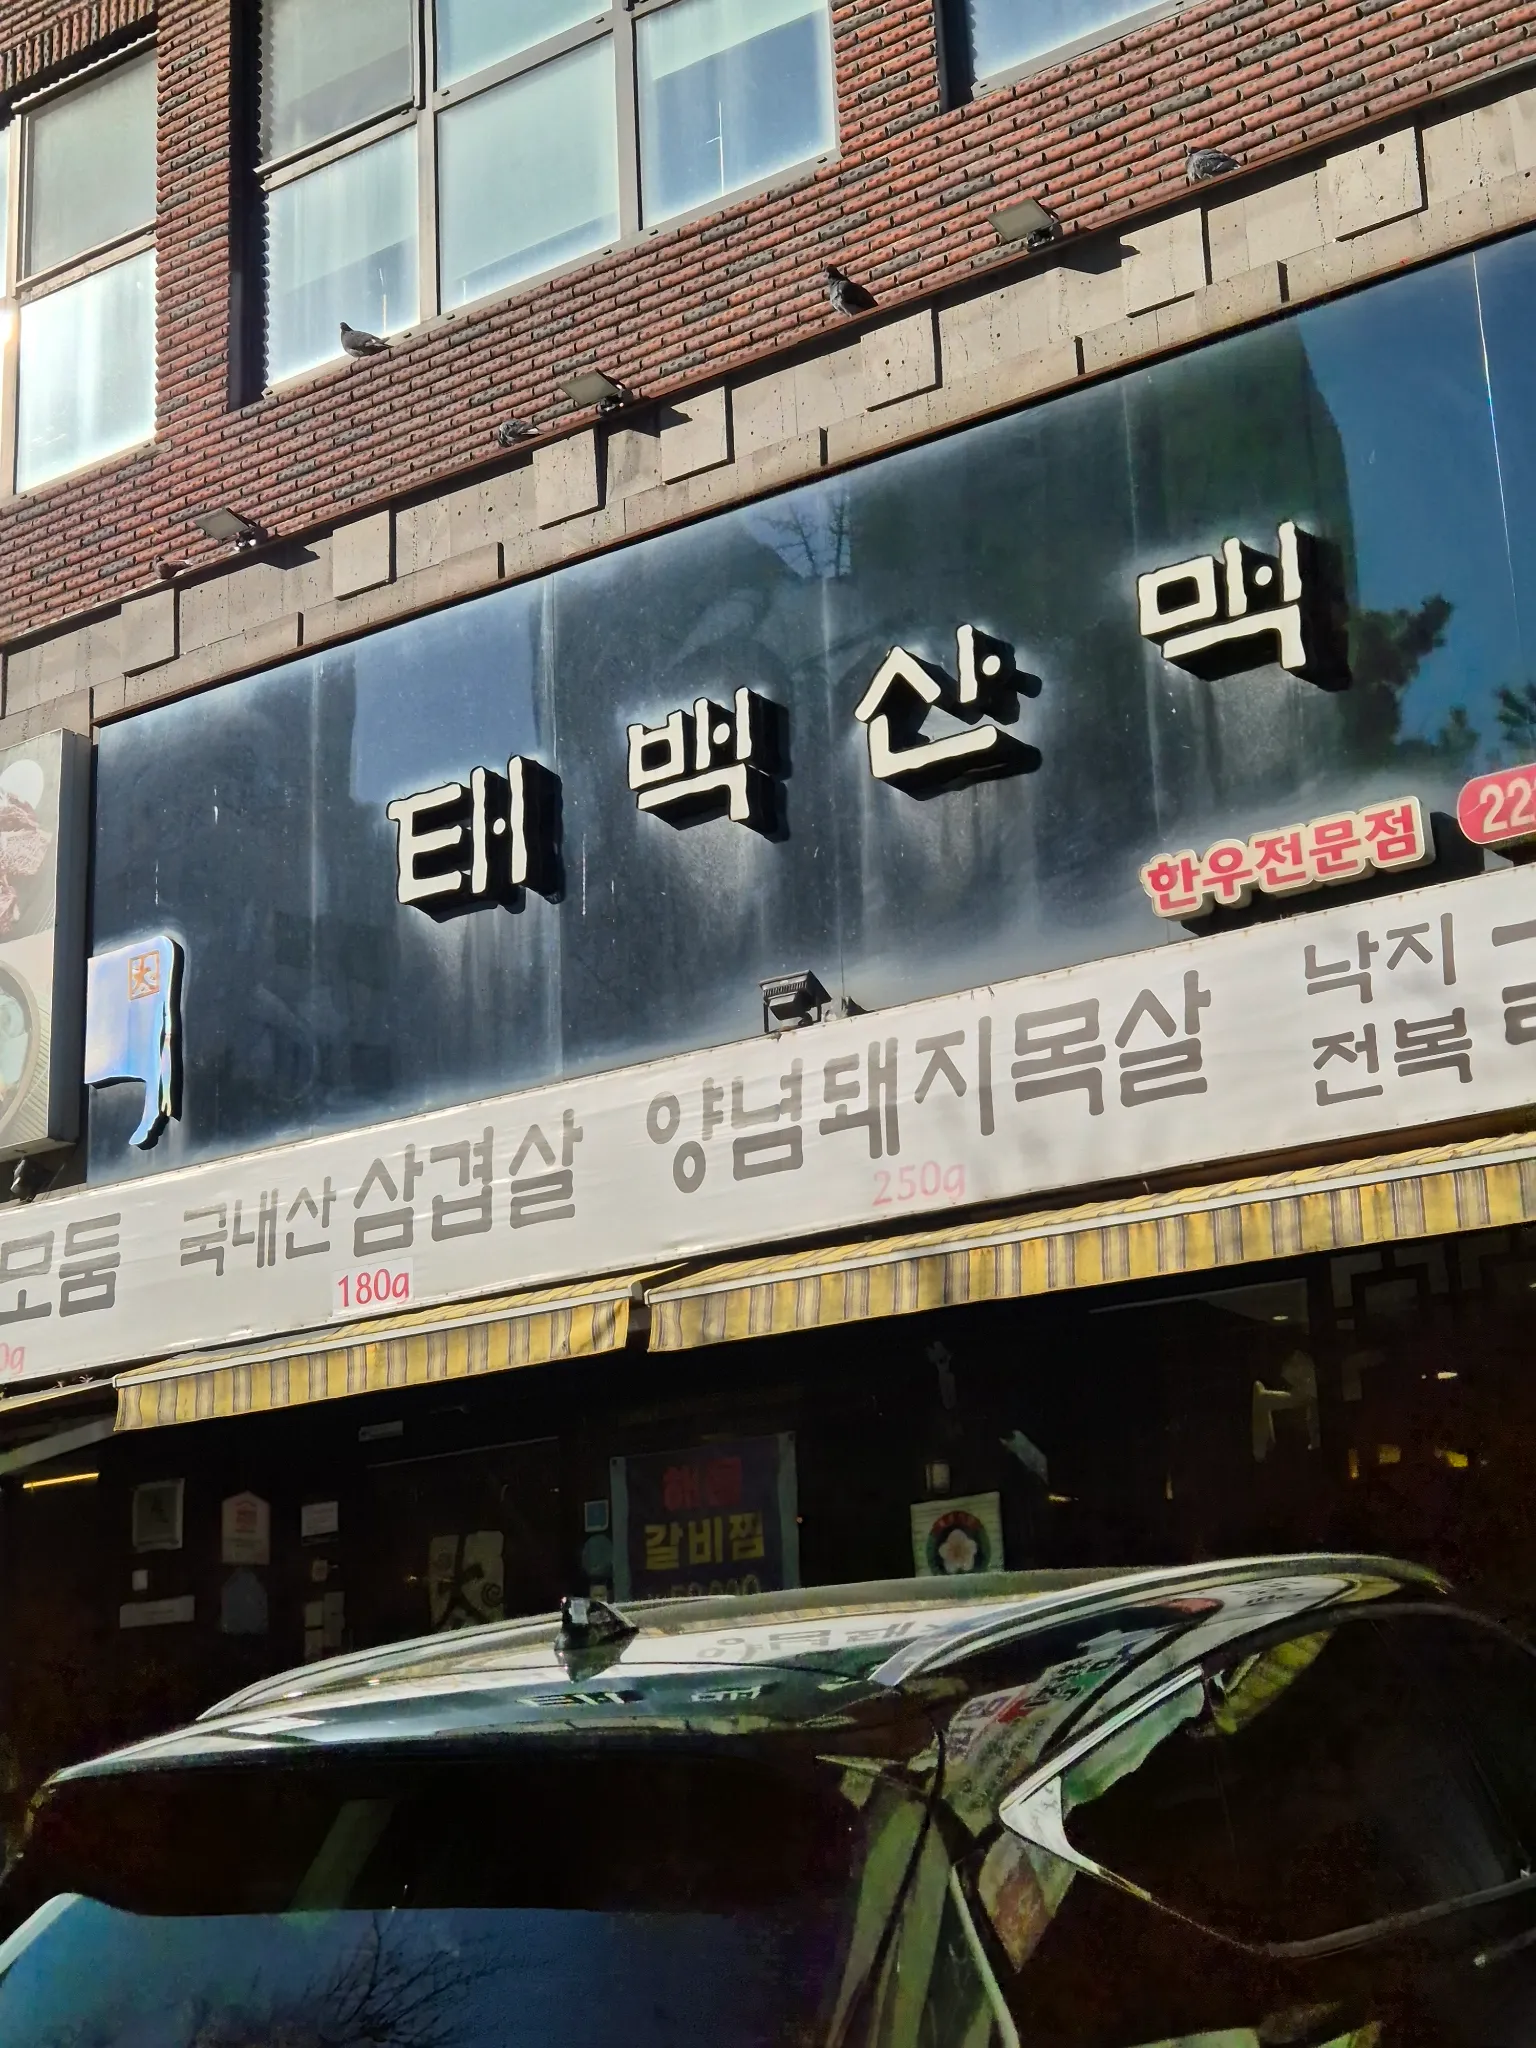 태백산맥
한우전문점
太
모둠
국내산 삼겹살
180g
양념돼지목살
250g
낙지
전복
갈비찜